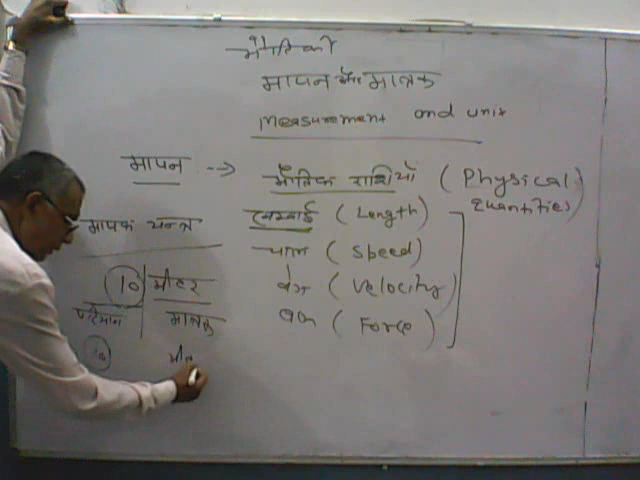 भौतिकी
मापन और मात्रक
measurement and unit
मापन --> भौतिक राशियाँ (Physical quantities)
मापक यन्त्र
लम्बाई (Length)
चाल (Speed)
10 मीटर
वेग (Velocity)
परिमाण मात्रक
बल (Force)
10 मी